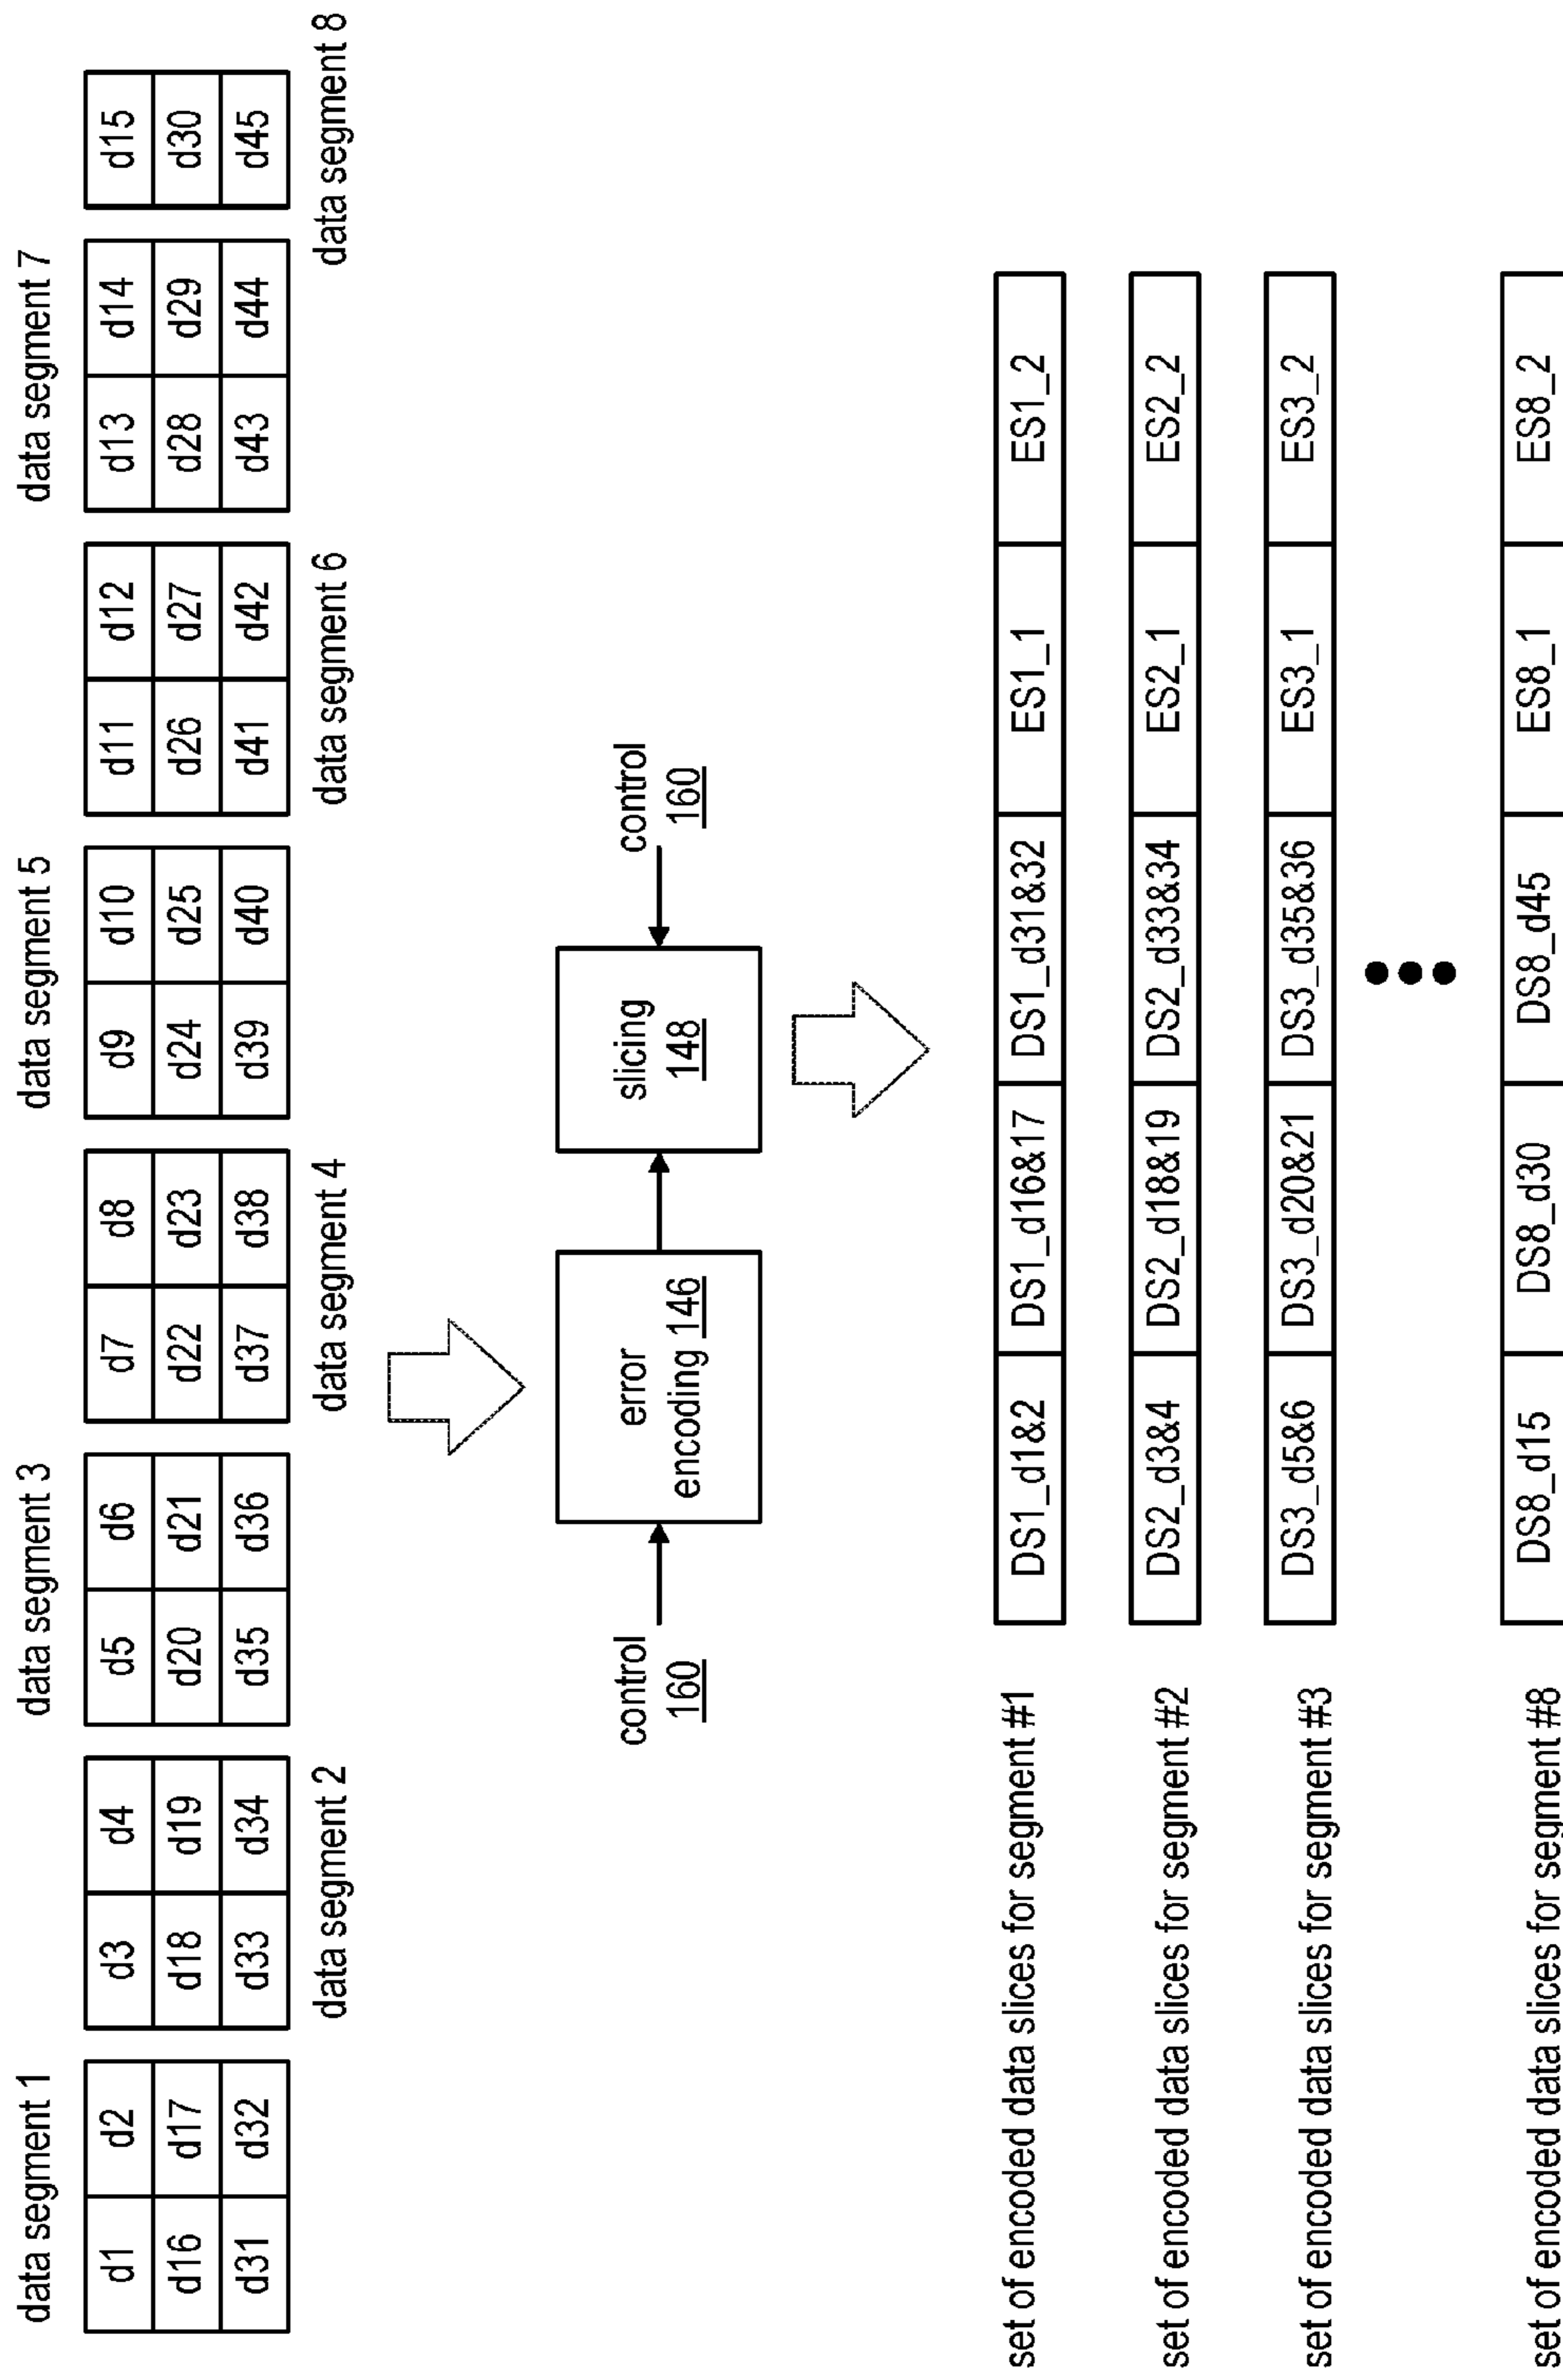 data segment 1
data segment 3
data segment 5
data segment 7
d1 d2 d3 d4 d5 d6 d7 d8 d9 d10 d11 d12 d13 d14 d15
d16 d17 d18 d19 d20 d21 d22 d23 d24 d25 d26 d27 d28 d29 d30
d31 d32 d33 d34 d35 d36 d37 d38 d39 d40 d41 d42 d43 d44 d45
data segment 2
data segment 4
data segment 6
data segment 8
control
160
error
encoding 146
slicing
148
control
160
set of encoded data slices for segment #1
DS1_d1&2 DS1_d16&17 DS1_d31&32 ES1_1 ES1_2
set of encoded data slices for segment #2
DS2_d3&4 DS2_d18&19 DS2_d33&34 ES2_1 ES2_2
set of encoded data slices for segment #3
DS3_d5&6 DS3_d20&21 DS3_d35&36 ES3_1 ES3_2
set of encoded data slices for segment #8
DS8_d15 DS8_d30 DS8_d45 ES8_1 ES8_2